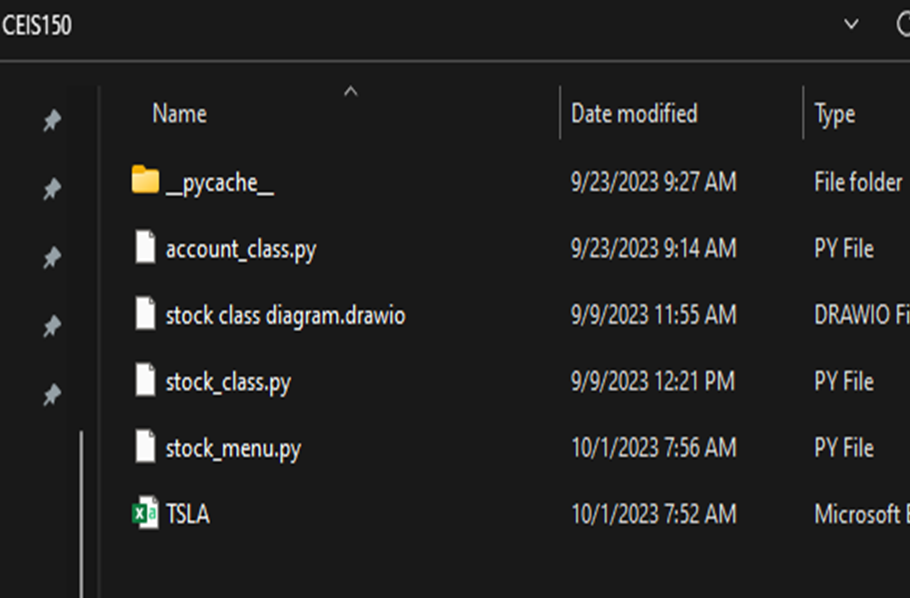 CEIS150
Name Date modified Type
__pycache__ 9/23/2023 9:27 AM File folder
account_class.py 9/23/2023 9:14 AM PY File
stock class diagram.drawio 9/9/2023 11:55 AM DRAWIO Fi
stock_class.py 9/9/2023 12:21 PM PY File
stock_menu.py 10/1/2023 7:56 AM PY File
TSLA 10/1/2023 7:52 AM Microsoft E